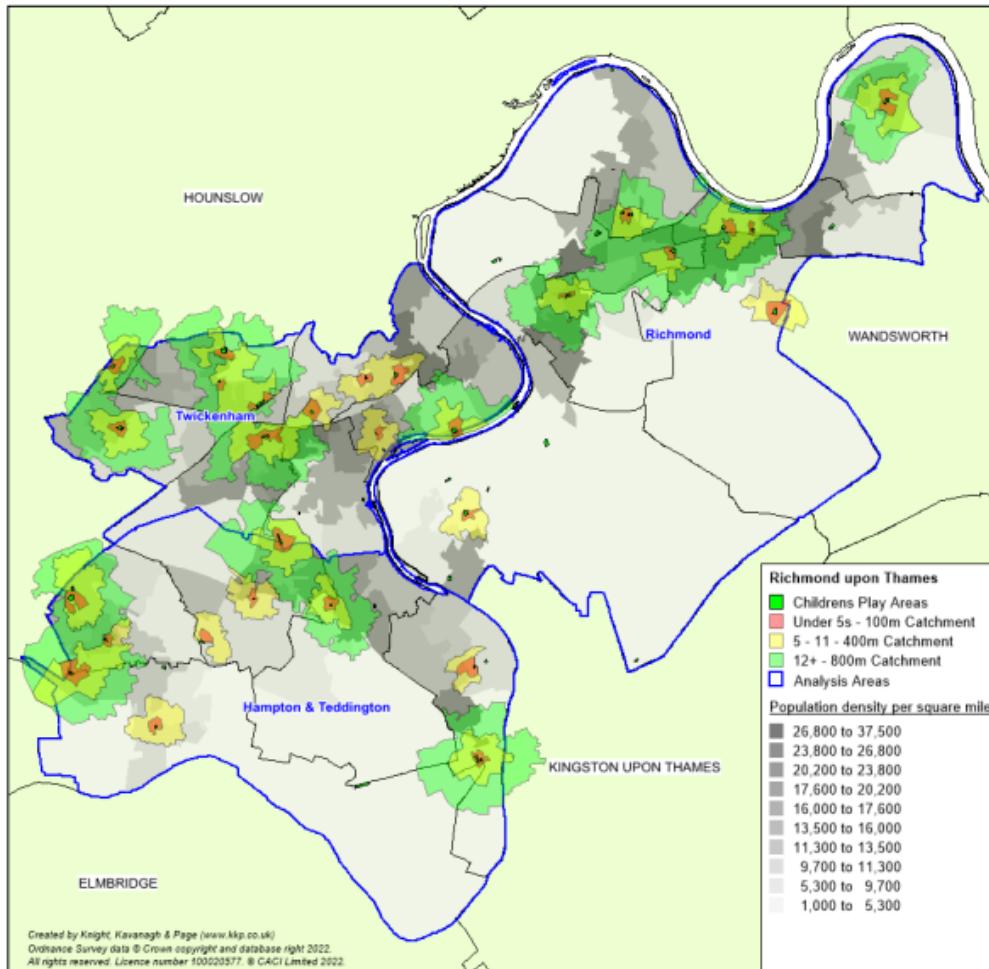 HOUNSLOW
Richmond
WANDSWORTH
Twickenham
Hampton & Teddington
KINGSTON UPON THAMES
ELMBRIDGE
Richmond upon Thames
Childrens Play Areas
Under 5s - 100m Catchment
5 - 11 - 400m Catchment
12+ - 800m Catchment
Analysis Areas
Population density per square mile
26,800 to 37,500
23,800 to 26,800
20,200 to 23,800
17,600 to 20,200
16,000 to 17,600
13,500 to 16,000
11,300 to 13,500
9,700 to 11,300
5,300 to 9,700
1,000 to 5,300
Created by Knight, Kavanagh & Page (www.kkp.co.uk)
Ordnance Survey data © Crown copyright and database right 2022.
All rights reserved. Licence number 100020577. © CACI Limited 2022.